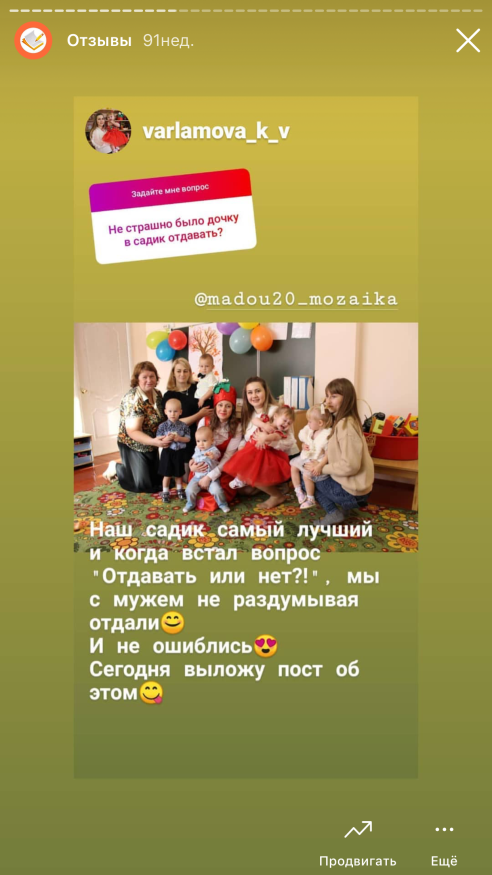 Отзывы 91нед.
varlamova_k_v
Задайте мне вопрос
Не страшно было дочку
в садик отдавать?
@madou20_mozaika
Наш садик самый лучший
и когда встал вопрос
"Отдавать или нет?!", мы
с мужем не раздумывая
отдали😊
И не ошиблись😍
Сегодня выложу пост об
этом😋
Продвигать Ещё